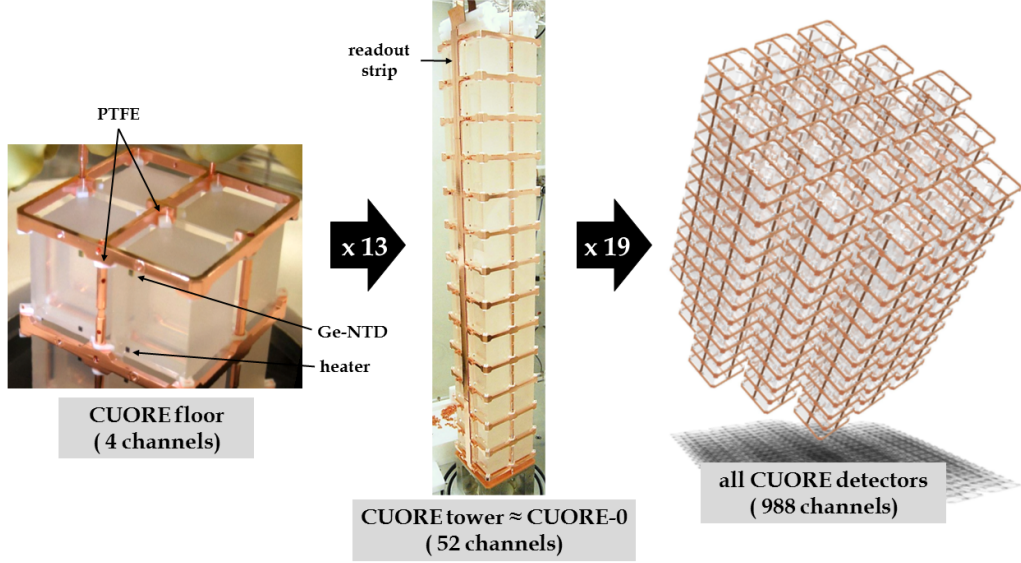 readout
strip
PTFE
x 13
x 19
Ge-NTD
heater
CUORE floor
( 4 channels)
all CUORE detectors
( 988 channels)
CUORE tower ≈ CUORE-0
( 52 channels)